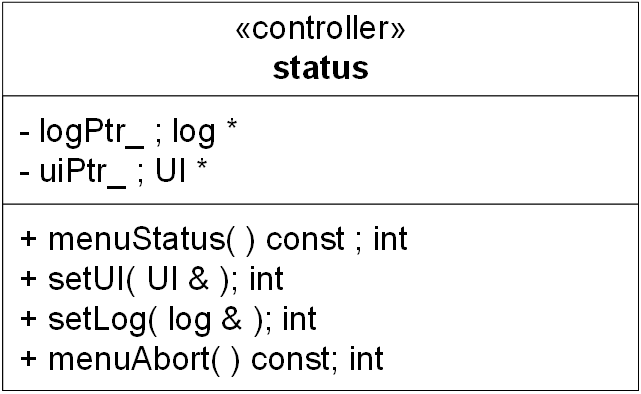 «controller»
status
- logPtr_ ; log *
- uiPtr_ ; UI *
+ menuStatus( ) const ; int
+ setUI( UI & ); int
+ setLog( log & ); int
+ menuAbort( ) const; int